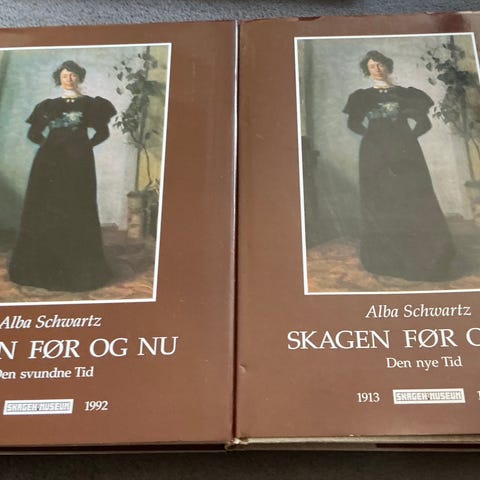 Alba Schwartz
N FØR OG NU
Den svundne Tid
SKAGEN MUSEUM 1992
Alba Schwartz
SKAGEN FØR O
Den nye Tid
1913 SKAGEN MUSEUM 1